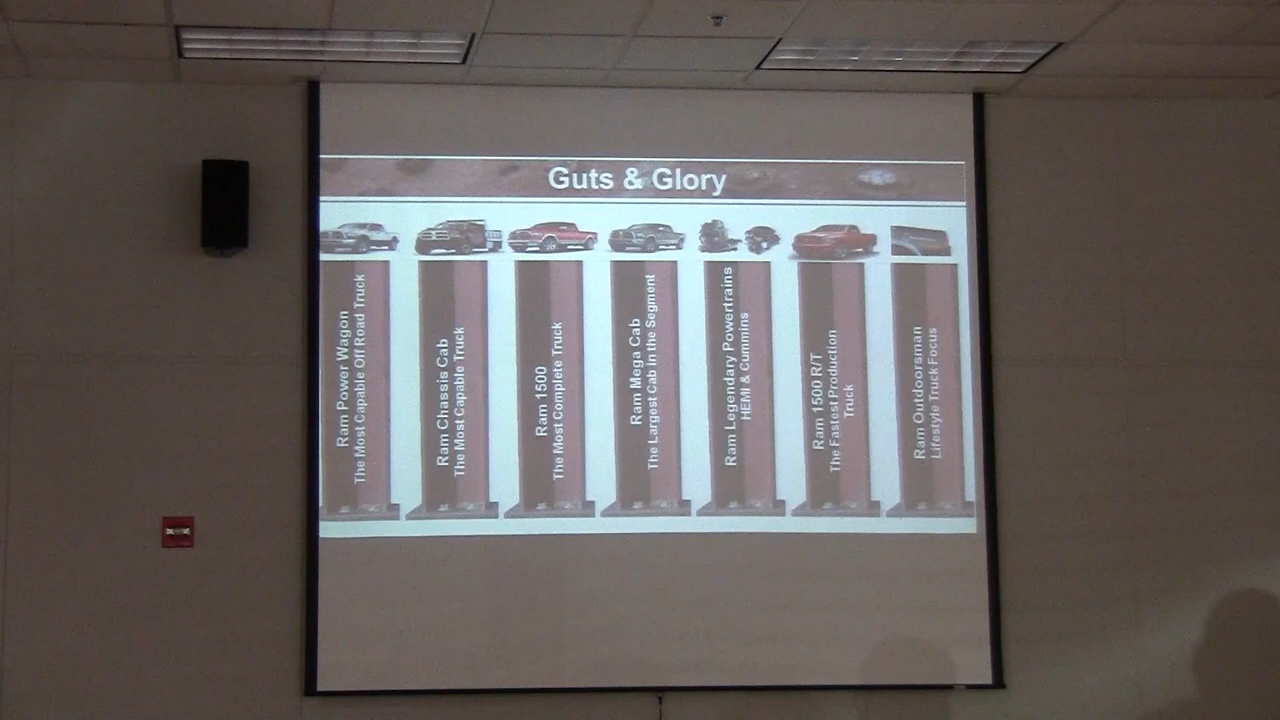 Guts & Glory
Ram Power Wagon
The Most Capable Off Road Truck
Ram Chassis Cab
The Most Capable Truck
Ram 1500
The Most Complete Truck
Ram Mega Cab
The Largest Cab in the Segment
Ram Legendary Powertrains
HEMI & Cummins
Ram 1500 R/T
The Fastest Production
Truck
Ram Outdoorsman
Lifestyle Truck Focus